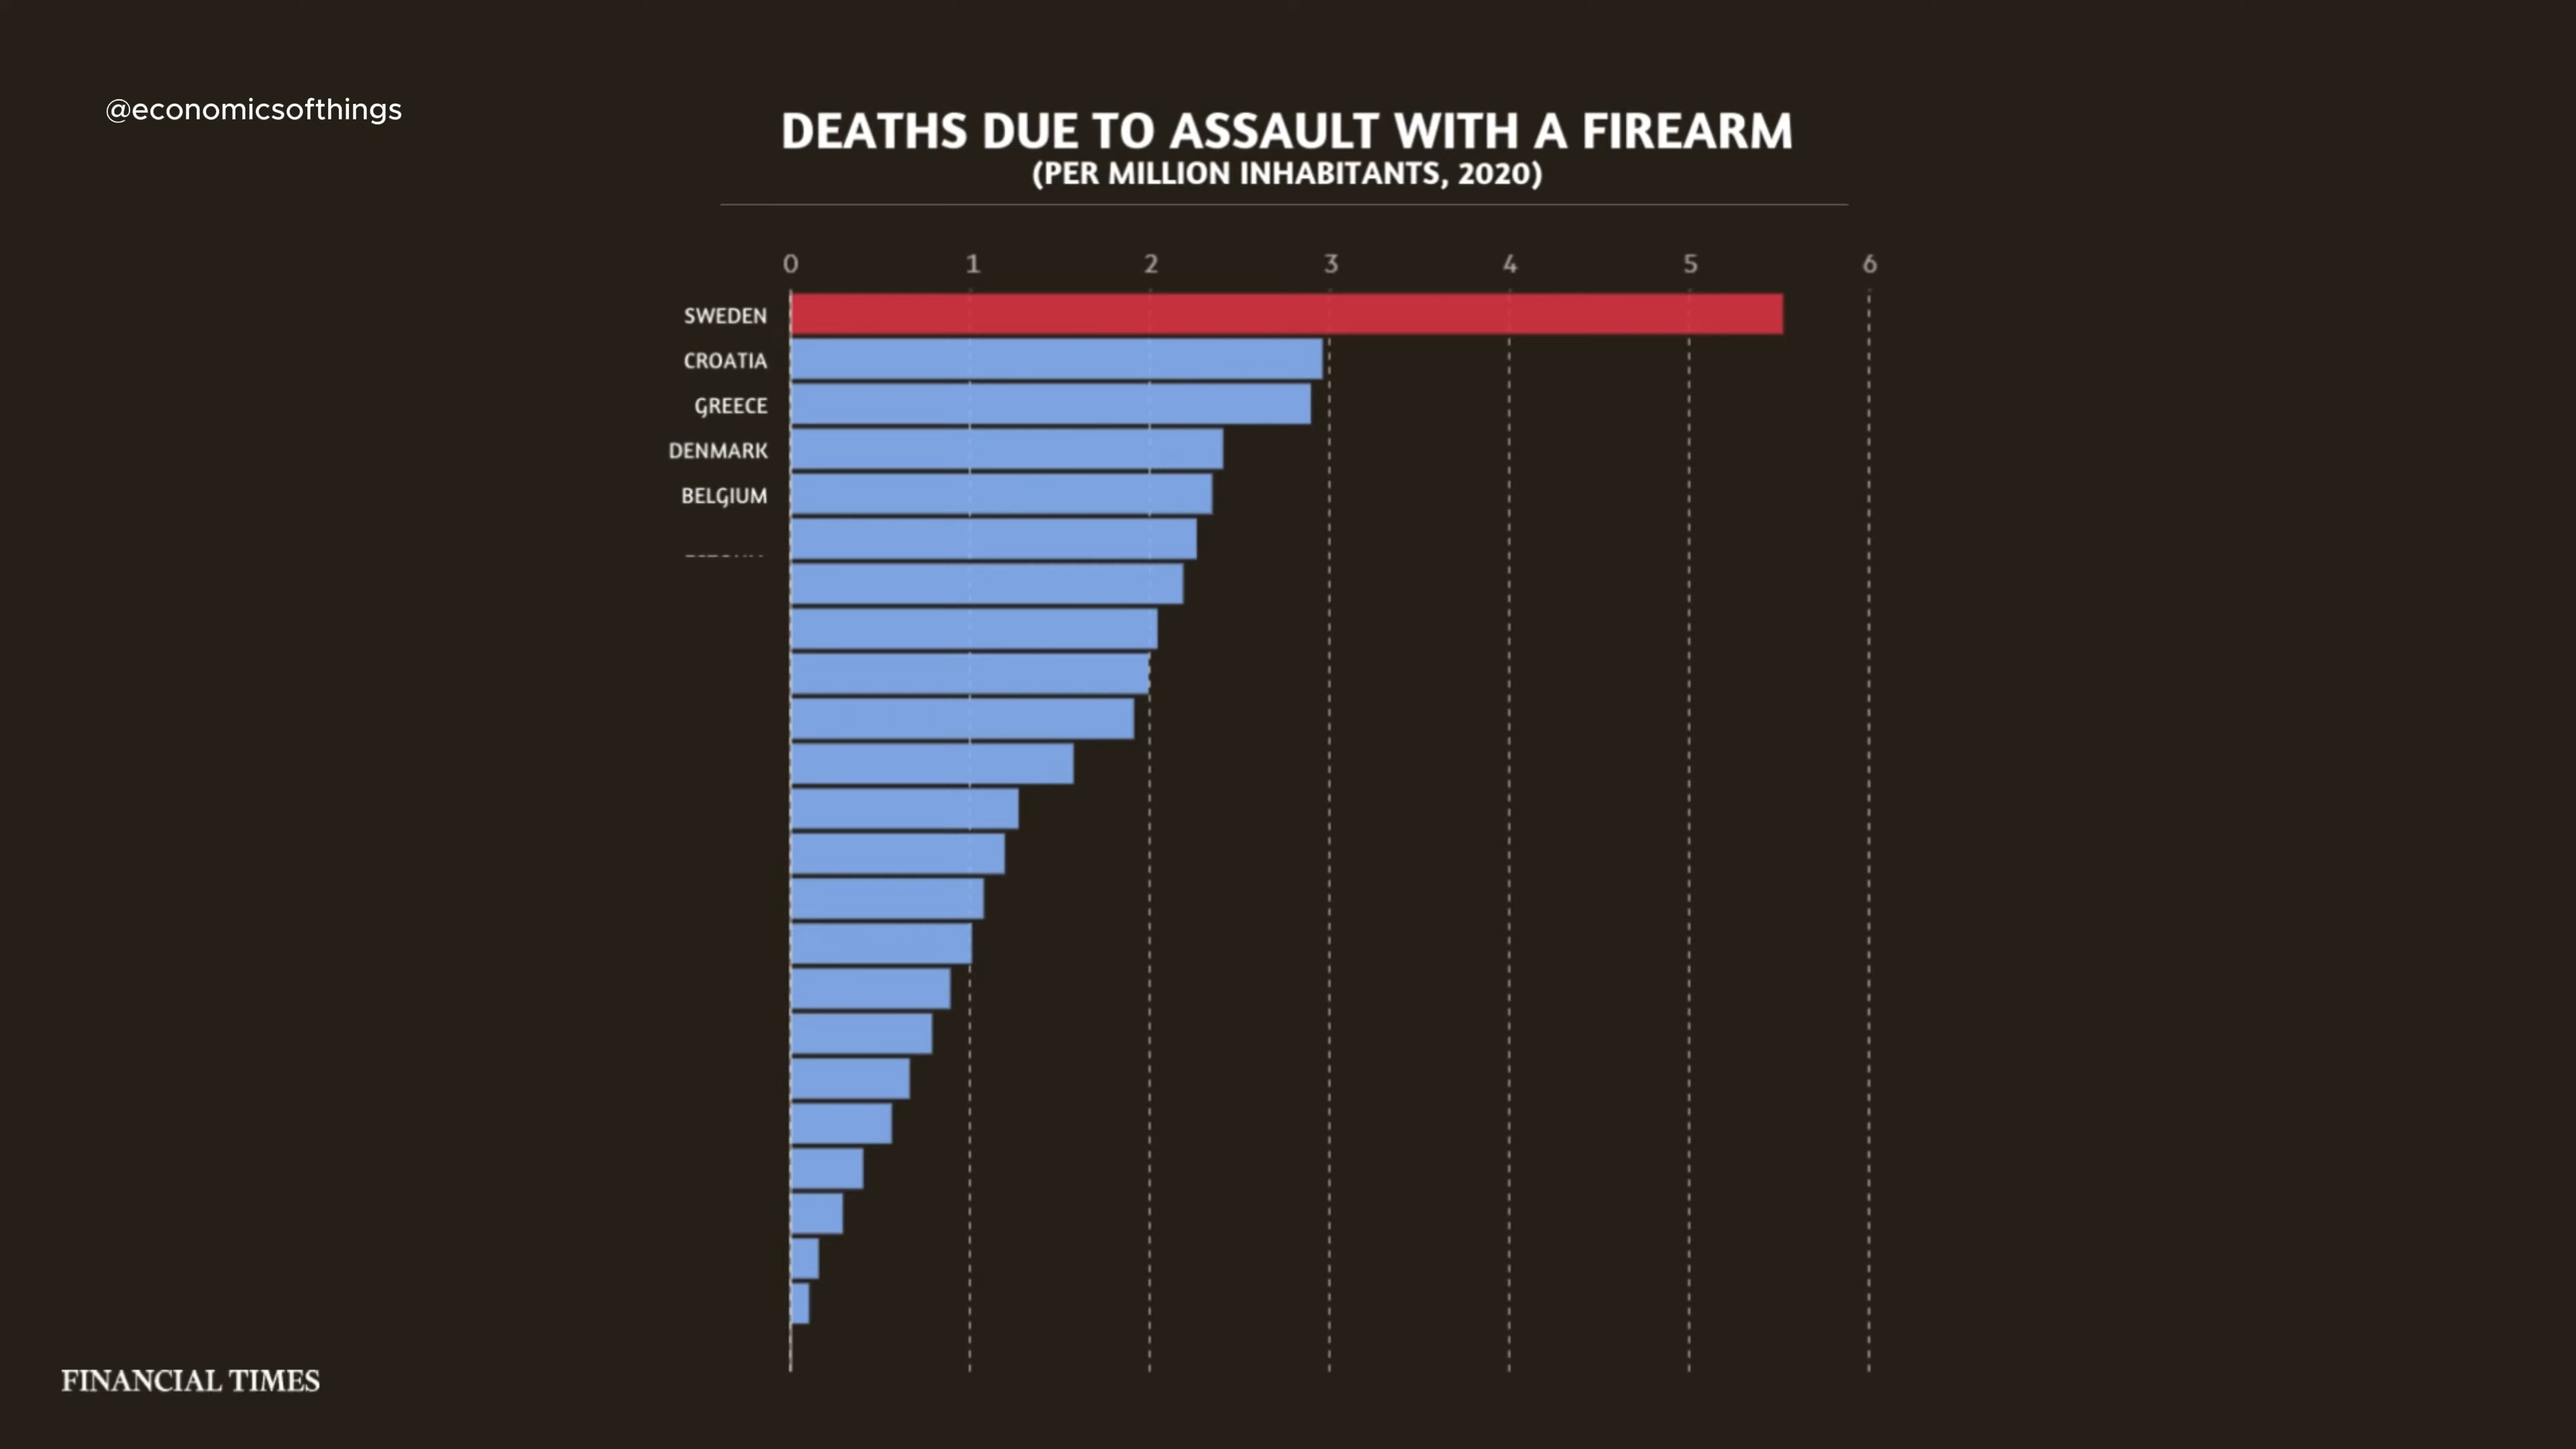 @economicsofthings
DEATHS DUE TO ASSAULT WITH A FIREARM
(PER MILLION INHABITANTS, 2020)
0 1 2 3 4 5 6
SWEDEN
CROATIA
GREECE
DENMARK
BELGIUM
FINANCIAL TIMES